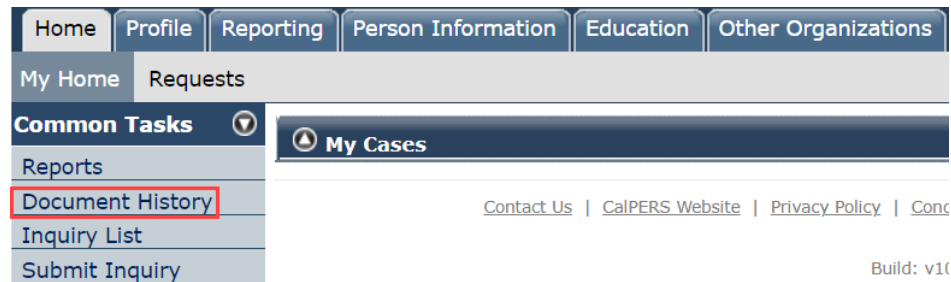 Home Profile Reporting Person Information Education Other Organizations
My Home Requests
Common Tasks
My Cases
Reports
Document History
Contact Us | CalPERS Website | Privacy Policy |
Inquiry List
Submit Inquiry
Build: